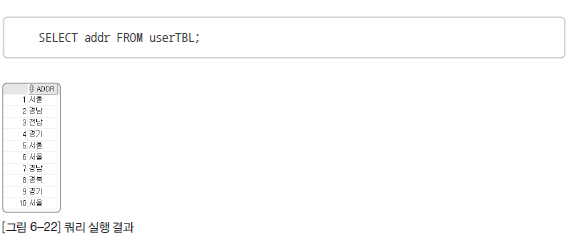 SELECT addr FROM userTBL;
ADDR
1 서울
2 경남
3 전남
4 경기
5 서울
6 서울
7 경남
8 경북
9 경기
10 서울
[그림 6–22] 쿼리 실행 결과